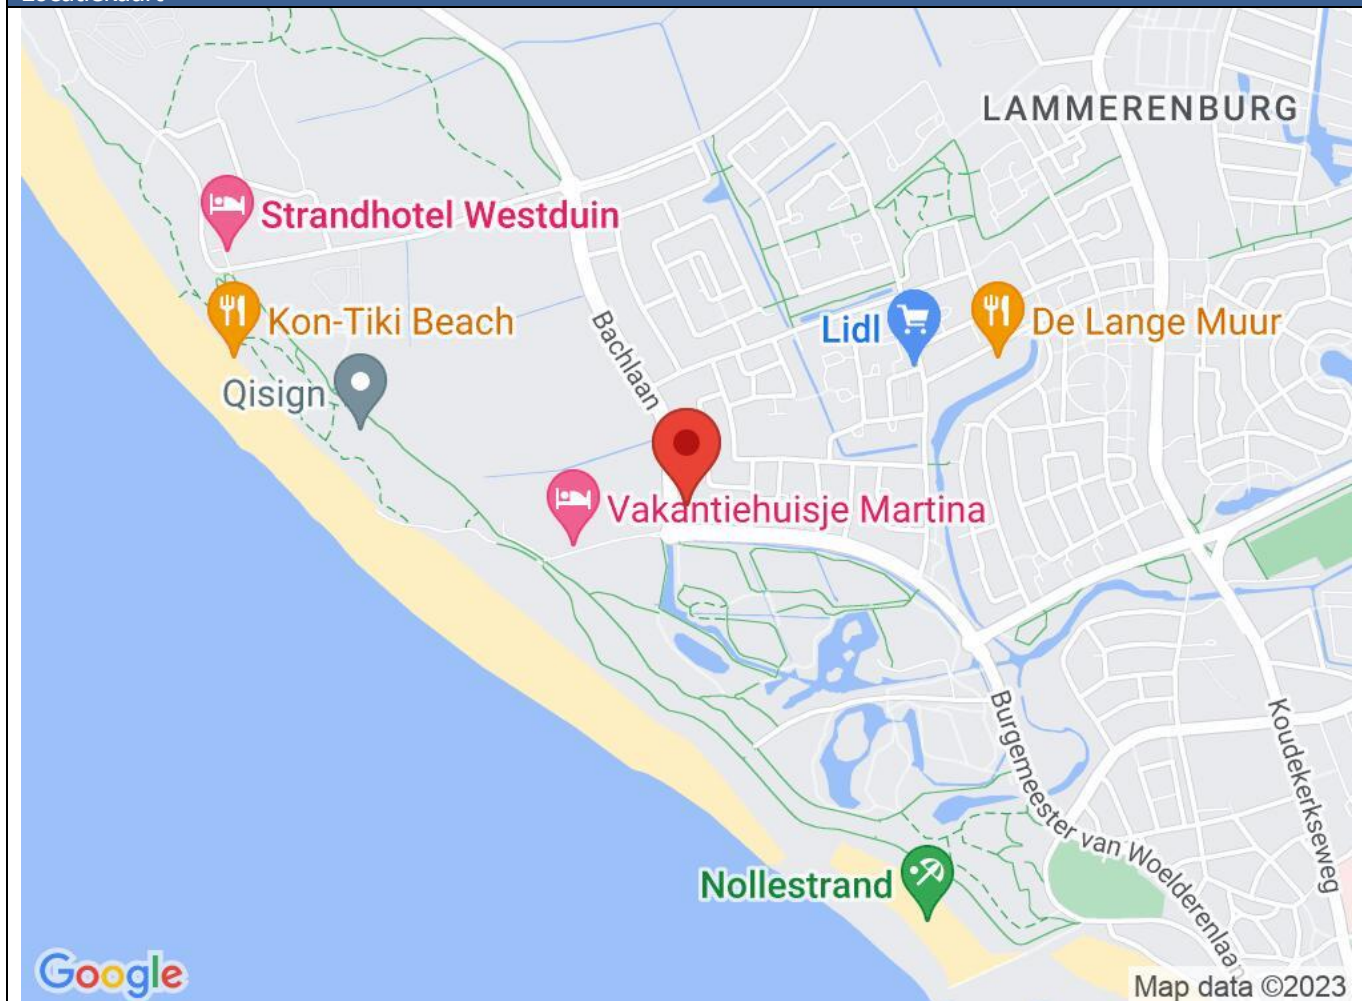 LAMMERENBURG
Strandhotel Westduin
Kon-Tiki Beach
Bachlaan
Lidl
De Lange Muur
Qisign
Vakantiehuisje Martina
Burgemeester van Woelderenlaan
Koudekerkseweg
Nollestrand
Google
Map data ©2023